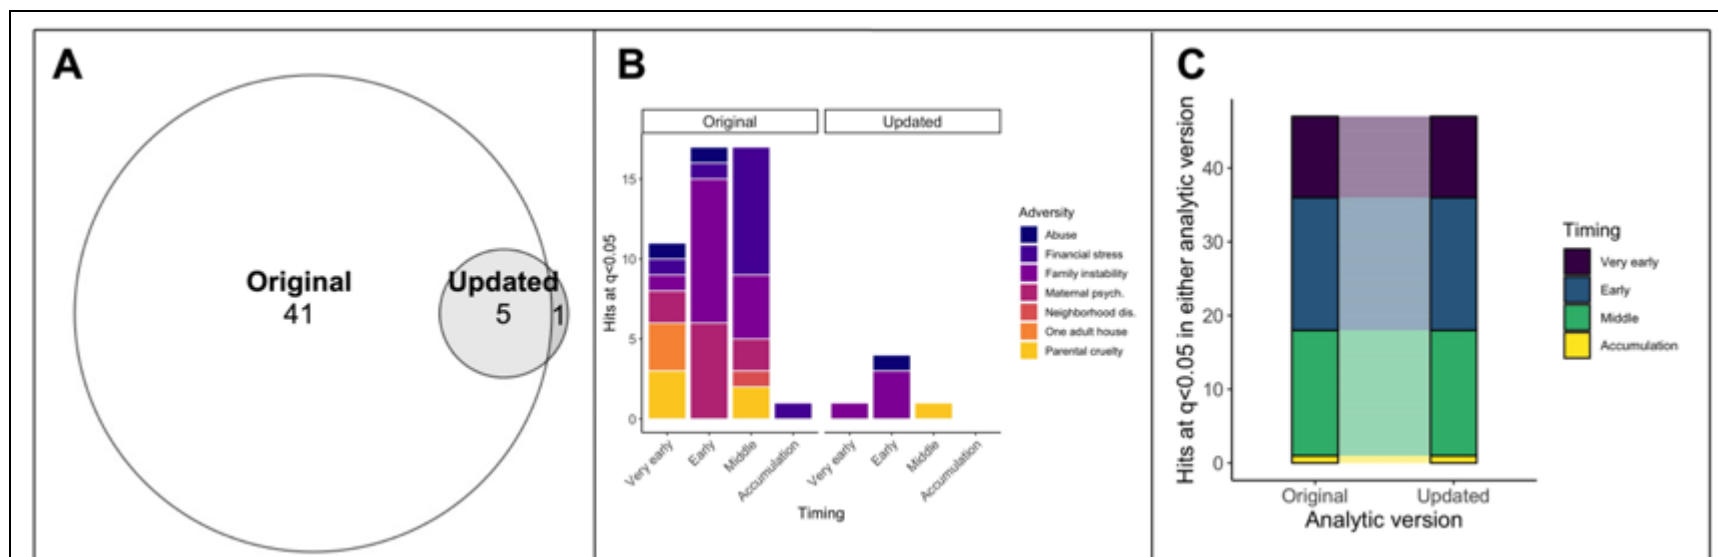 A
Original
41
Updated
5
1
B
Original
Updated
Hits at q<0.05
15
10
5
0
Very early
Early
Middle
Accumulation
Very early
Early
Middle
Accumulation
Timing
Adversity
Abuse
Financial stress
Family instability
Maternal psych.
Neighborhood dis.
One adult house
Parental cruelty
C
Hits at q<0.05 in either analytic version
40
30
20
10
0
Original
Updated
Analytic version
Timing
Very early
Early
Middle
Accumulation